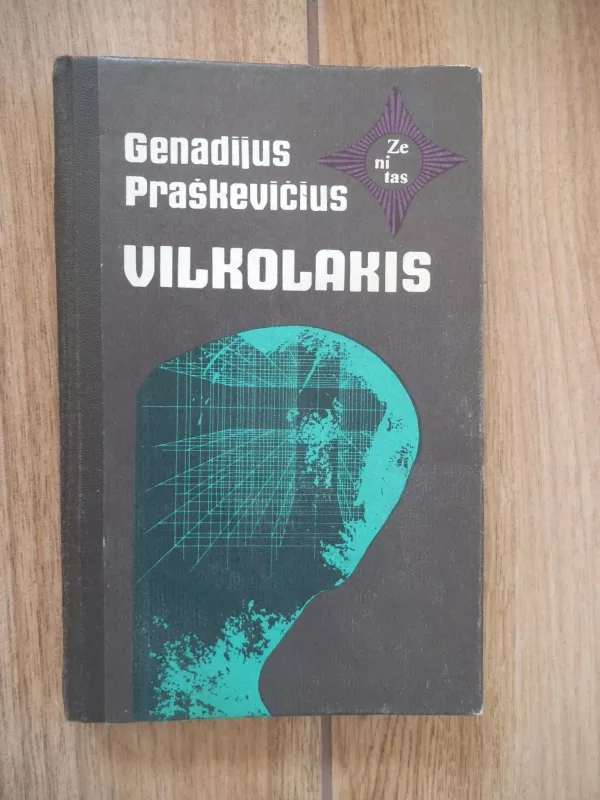 Genadijus
Praškevičius
VILKOLAKIS
Ze
ni
tas